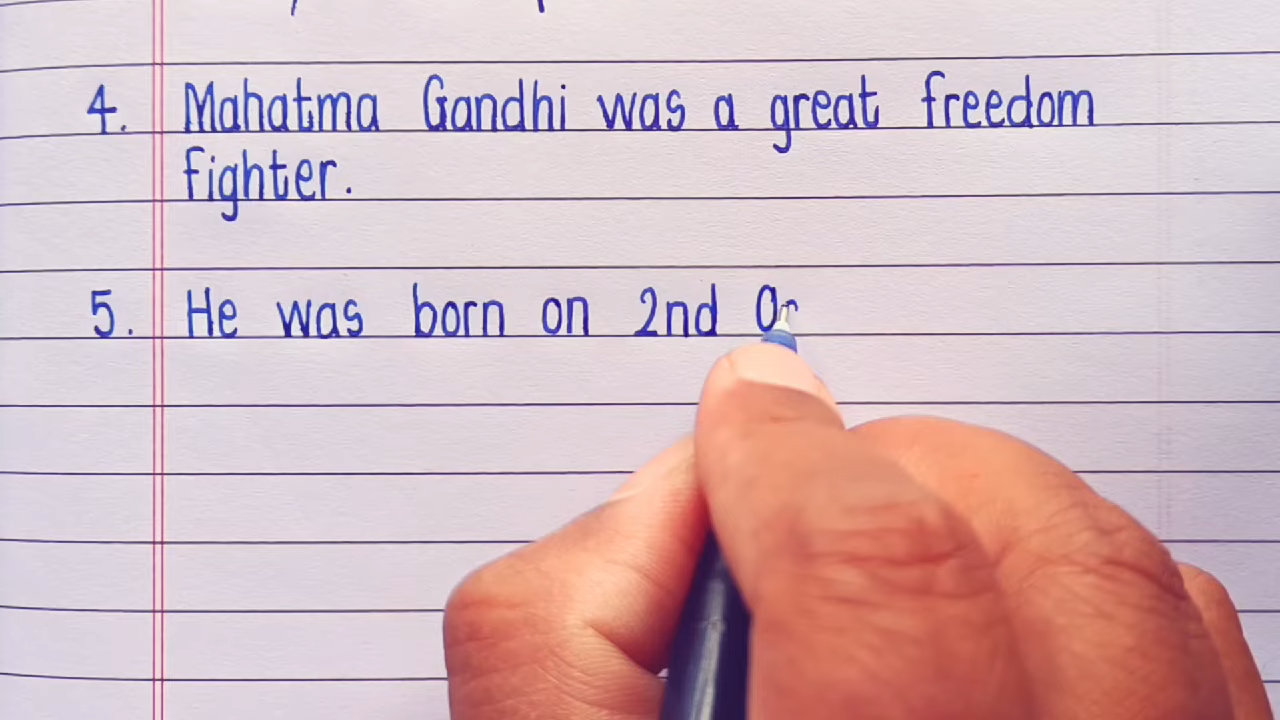 4. Mahatma Gandhi was a great freedom
fighter.
5. He was born on 2nd